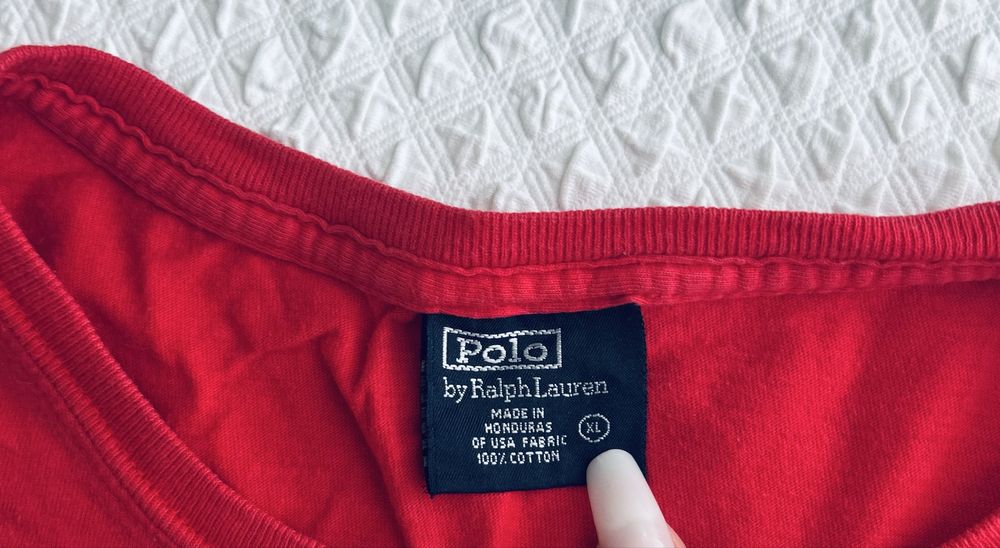 Polo
by Ralph Lauren
MADE IN
HONDURAS
OF USA FABRIC
100% COTTON
XL